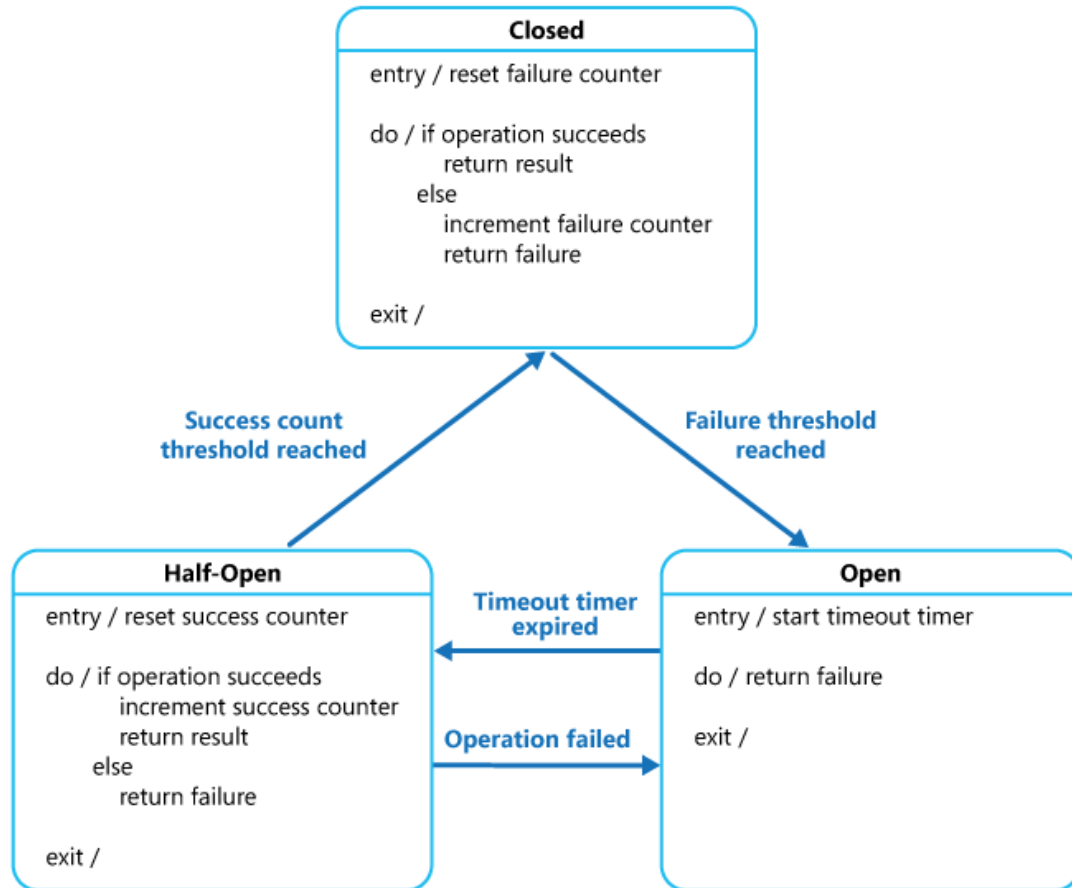 Closed
entry / reset failure counter
do / if operation succeeds
return result
else
increment failure counter
return failure
exit /
Success count
threshold reached
Failure threshold
reached
Half-Open
entry / reset success counter
do / if operation succeeds
increment success counter
return result
else
return failure
exit /
Timeout timer
expired
Operation failed
Open
entry / start timeout timer
do / return failure
exit /